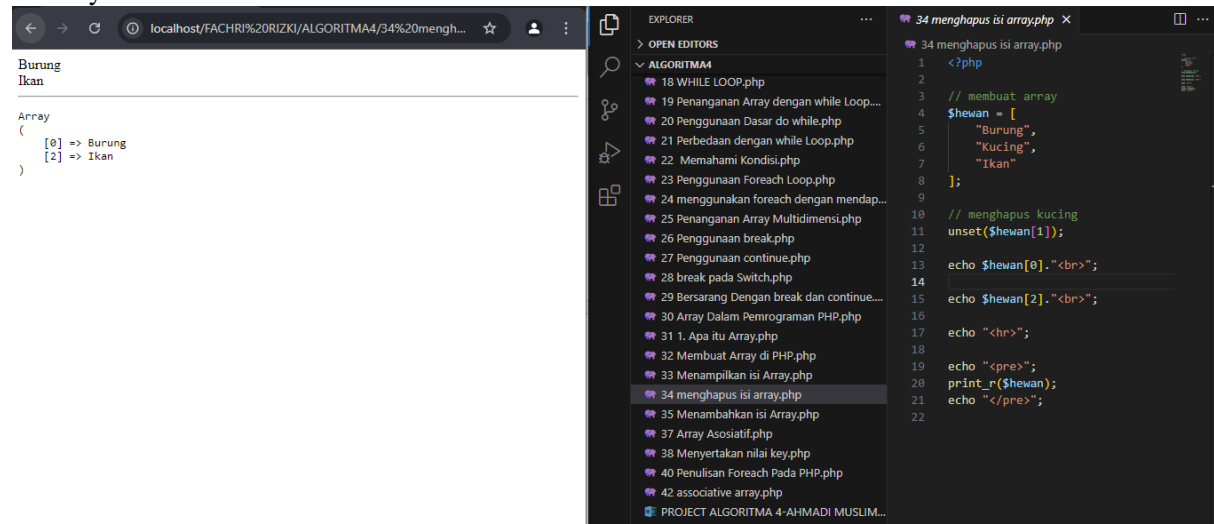 localhost/FACHRI%20RIZKI/ALGORITMA4/34%20mengh...
Burung
Ikan
Array
(
[0] => Burung
[2] => Ikan
)
EXPLORER
OPEN EDITORS
ALGORITMA4
18 WHILE LOOP.php
19 Penanganan Array dengan while Loop....
20 Penggunaan Dasar do while.php
21 Perbedaan dengan while Loop.php
22 Memahami Kondisi.php
23 Penggunaan Foreach Loop.php
24 menggunakan foreach dengan mendap...
25 Penanganan Array Multidimensi.php
26 Penggunaan break.php
27 Penggunaan continue.php
28 break pada Switch.php
29 Bersarang Dengan break dan continue....
30 Array Dalam Pemrograman PHP.php
31 1. Apa itu Array.php
32 Membuat Array di PHP.php
33 Menampilkan isi Array.php
34 menghapus isi array.php
35 Menambahkan isi Array.php
37 Array Asosiatif.php
38 Menyertakan nilai key.php
40 Penulisan Foreach Pada PHP.php
42 associative array.php
PROJECT ALGORITMA 4-AHMADI MUSLIM...
34 menghapus isi array.php
34 menghapus isi array.php
1 <?php
2
3 // membuat array
4 $hewan = [
5 "Burung",
6 "Kucing",
7 "Ikan"
8 ];
9
10 // menghapus kucing
11 unset($hewan[1]);
12
13 echo $hewan[0]."<br>";
14
15 echo $hewan[2]."<br>";
16
17 echo "<hr>";
18
19 echo "<pre>";
20 print_r($hewan);
21 echo "</pre>";
22